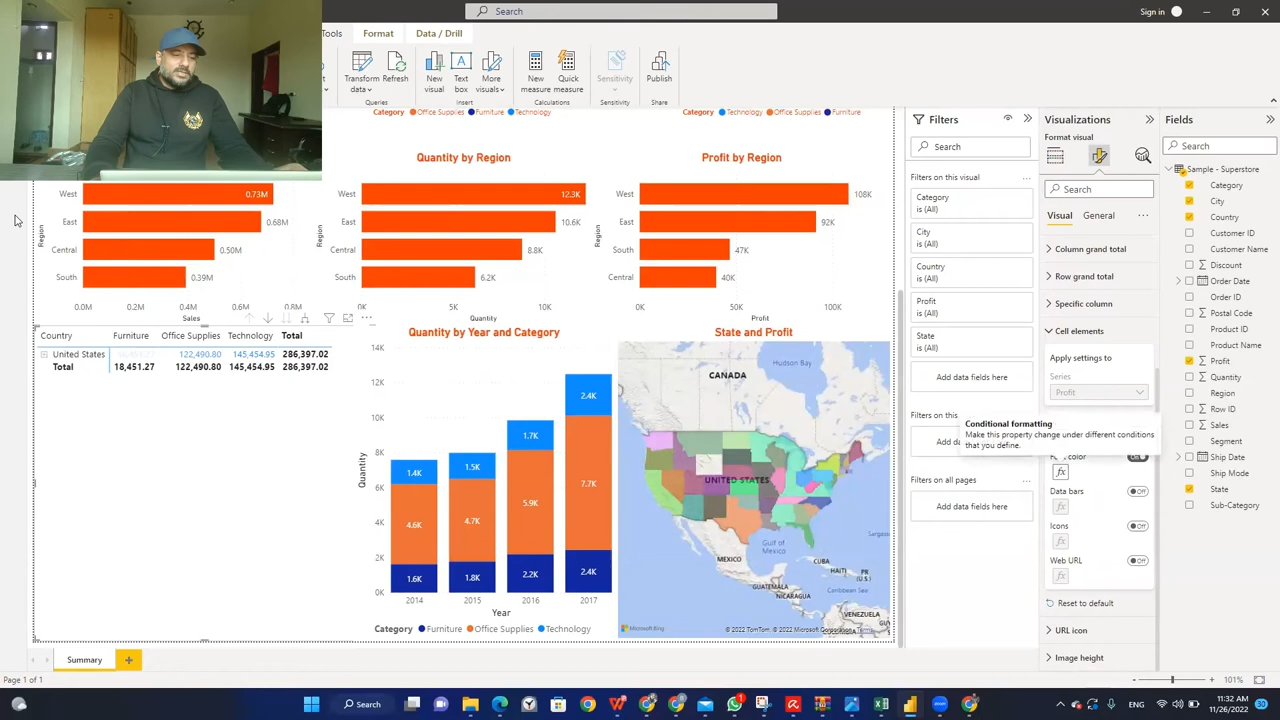 Search
Sign in
Tools Format Data / Drill
Transform data Refresh New visual Text box More visuals New measure Quick measure Sensitivity Publish
Queries Insert Calculations Sensitivity Share
Category Office Supplies Furniture Technology
Category Technology Office Supplies Furniture
Quantity by Region
Profit by Region
Region
West 0.73M
East 0.68M
Central 0.50M
South 0.39M
0.0M 0.2M 0.4M 0.6M 0.8M
Sales
Region
West 12.3K
East 10.6K
Central 8.8K
South 6.2K
0K 5K 10K
Quantity
Region
West 108K
East 92K
South 47K
Central 40K
0K 50K 100K
Profit
Country Furniture Office Supplies Technology Total
United States 122,490.80 145,454.95 286,397.02
Total 18,451.27 122,490.80 145,454.95 286,397.02
Quantity by Year and Category
Quantity
14K
12K
10K
8K
6K
4K
2K
0K
1.4K 4.6K 1.6K
1.5K 4.7K 1.8K
1.7K 5.9K 2.2K
2.4K 7.7K 2.4K
2014 2015 2016 2017
Year
Category Furniture Office Supplies Technology
State and Profit
Hudson Bay
CANADA
UNITED STATES
Gulf of
Mexico
MEXICO
CUBA
HAITI
PR
(U.S.)
GUATEMALA
NICARAGUA
Caribbean Sea
VENEZUELA
Microsoft Bing
© 2022 TomTom, © 2022 Microsoft Corporation Terms
Filters
Search
Filters on this visual
Category
is (All)
City
is (All)
Country
is (All)
Profit
is (All)
State
is (All)
Add data fields here
Filters on this
Filters on all pages
Add data fields here
Visualizations
Format visual
Search
Visual General
Column grand total
Row grand total
Specific column
Cell elements
Apply settings to
Series
Profit
Conditional formatting
Make this property change under different conditions
that you define.
fx
Data bars Off
fx
Icons Off
fx
Web URL Off
fx
Reset to default
URL icon
Image height
Fields
Search
Sample - Superstore
Category
City
Country
Customer ID
Customer Name
Discount
Order Date
Order ID
Postal Code
Product ID
Product Name
Profit
Quantity
Region
Row ID
Sales
Segment
Ship Date
Ship Mode
State
Sub-Category
Summary
Page 1 of 1
101%
Search
11:32 AM
11/26/2022